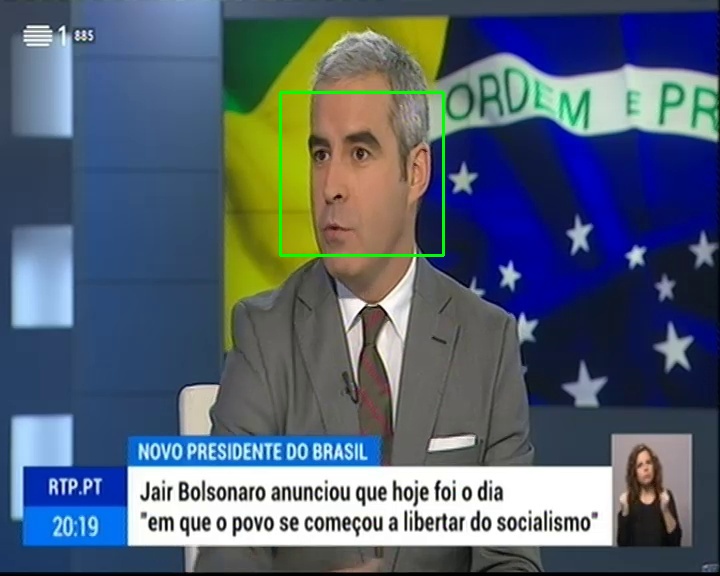 1 885
ORDEM E PR
NOVO PRESIDENTE DO BRASIL
RTP.PT
Jair Bolsonaro anunciou que hoje foi o dia
20:19
"em que o povo se começou a libertar do socialismo"